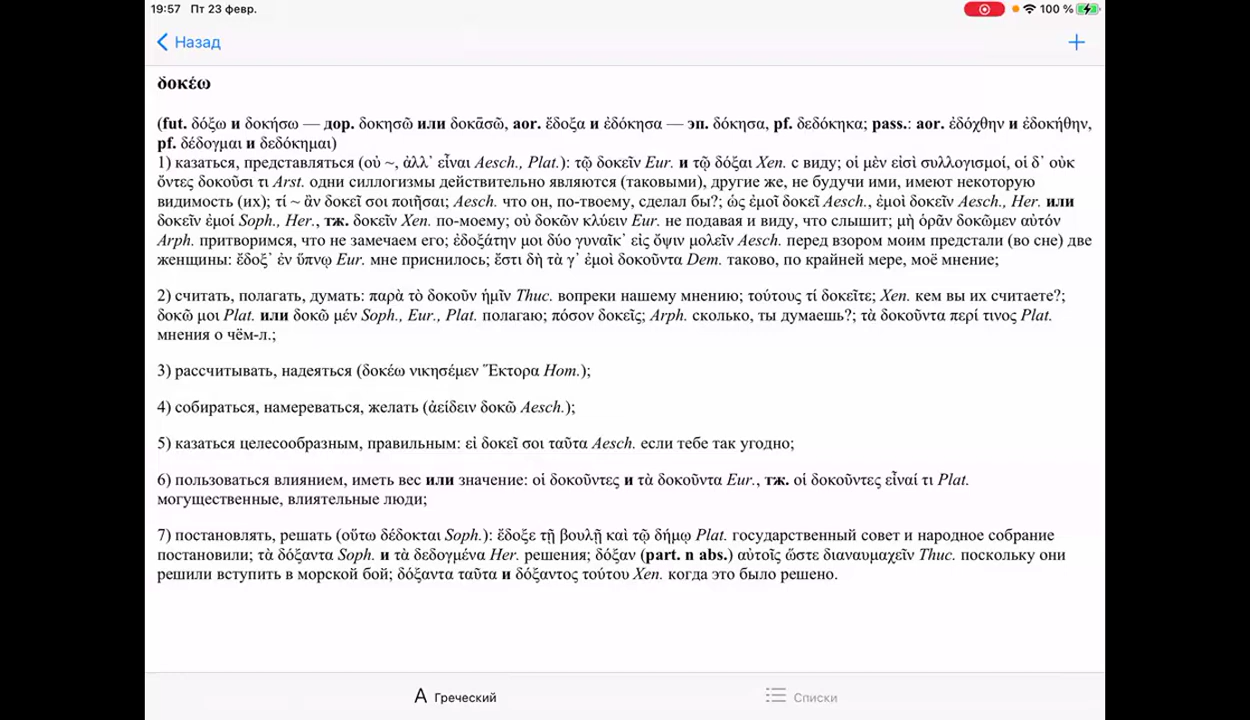 19:57 Пт 23 февр.
100 %
Назад
δοκέω
(fut. δόξω и δοκήσω — дор. δοκησῶ или δοκᾱσῶ, aor. ἔδοξα и ἐδόκησα — эп. δόκησα, pf. δεδόκηκα; pass.: aor. ἐδόχθην и ἐδοκήθην,
pf. δέδογμαι и δεδόκημαι)
1) казаться, представляться (οὐ ~, ἀλλ᾽ εἶναι Aesch., Plat.): τῷ δοκεῖν Eur. и τῷ δόξαι Xen. с виду; οἱ μὲν εἰσὶ συλλογισμοί, οἱ δ᾽ οὐκ
ὄντες δοκοῦσι τι Arst. одни силлогизмы действительно являются (таковыми), другие же, не будучи ими, имеют некоторую
видимость (их); τί ~ ἂν δοκεῖ σοι ποιῆσαι; Aesch. что он, по-твоему, сделал бы?; ὡς ἐμοῖ δοκεῖ Aesch., ἐμοὶ δοκεῖν Aesch., Her. или
δοκεῖν ἐμοί Soph., Her., тж. δοκεῖν Xen. по-моему; οὐ δοκῶν κλύειν Eur. не подавая и виду, что слышит; μὴ ὁρᾶν δοκῶμεν αὐτόν
Arph. притворимся, что не замечаем его; ἐδοξάτην μοι δύο γυναῖκ᾽ εἰς ὄψιν μολεῖν Aesch. перед взором моим предстали (во сне) две
женщины: ἔδοξ᾽ ἐν ὕπνῳ Eur. мне приснилось; ἔστι δὴ τὰ γ᾽ ἐμοὶ δοκοῦντα Dem. таково, по крайней мере, моё мнение;
2) считать, полагать, думать: παρὰ τὸ δοκοῦν ἡμῖν Thuc. вопреки нашему мнению; τούτους τί δοκεῖτε; Xen. кем вы их считаете?;
δοκῶ μοι Plat. или δοκῶ μέν Soph., Eur., Plat. полагаю; πόσον δοκεῖς; Arph. сколько, ты думаешь?; τὰ δοκοῦντα περί τινος Plat.
мнения о чём-л.;
3) рассчитывать, надеяться (δοκέω νικησέμεν Ἕκτορα Hom.);
4) собираться, намереваться, желать (ἀείδειν δοκῶ Aesch.);
5) казаться целесообразным, правильным: εἰ δοκεῖ σοι ταῦτα Aesch. если тебе так угодно;
6) пользоваться влиянием, иметь вес или значение: οἱ δοκοῦντες и τὰ δοκοῦντα Eur., тж. οἱ δοκοῦντες εἶναί τι Plat.
могущественные, влиятельные люди;
7) постановлять, решать (οὕτω δέδοκται Soph.): ἔδοξε τῇ βουλῇ καὶ τῷ δήμῳ Plat. государственный совет и народное собрание
постановили; τὰ δόξαντα Soph. и τὰ δεδογμένα Her. решения; δόξαν (part. n abs.) αὐτοῖς ὥστε διαναυμαχεῖν Thuc. поскольку они
решили вступить в морской бой; δόξαντα ταῦτα и δόξαντος τούτου Xen. когда это было решено.
A Греческий
Списки